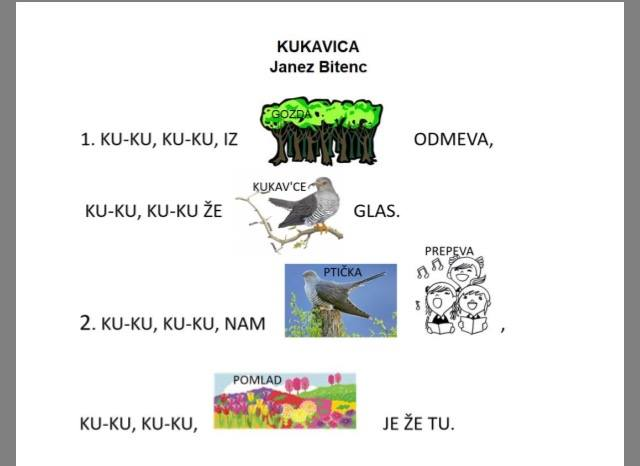 KUKAVICA
Janez Bitenc
1. KU-KU, KU-KU, IZ GOZDA ODMEVA,
KU-KU, KU-KU ŽE KUKAV'CE GLAS.
2. KU-KU, KU-KU, NAM PTIČKA PREPEVA,
KU-KU, KU-KU, POMLAD JE ŽE TU.